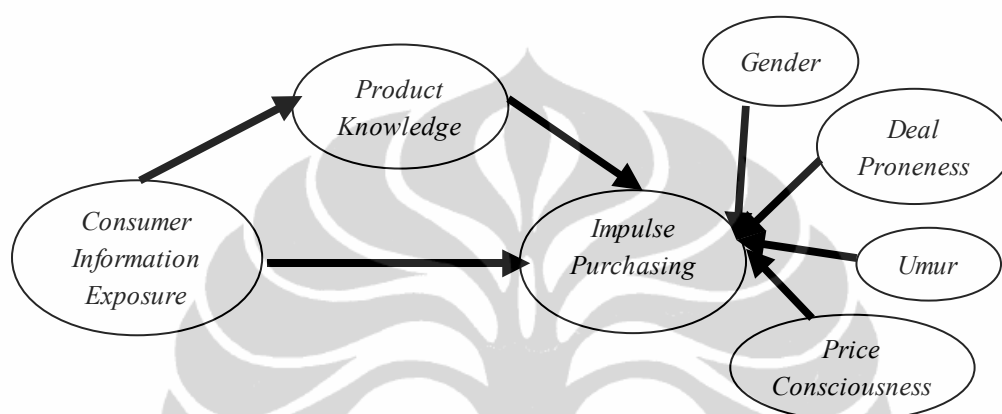 Gender
Product
Knowledge
Deal
Proneness
Consumer
Information
Exposure
Impulse
Purchasing
Umur
Price
Consciousness